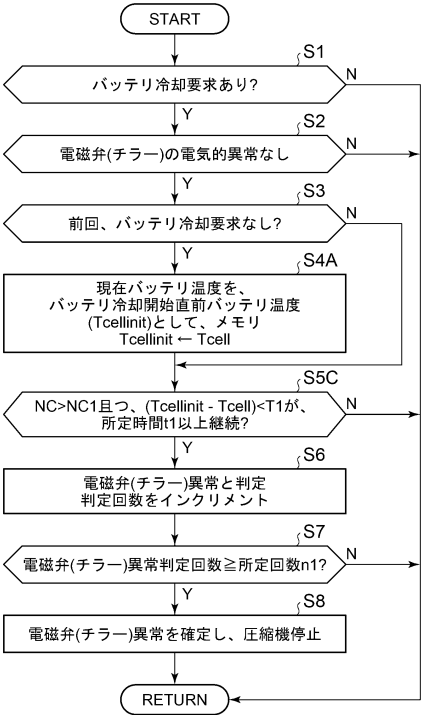 START
S1
バッテリ冷却要求あり?
N
Y
S2
電磁弁(チラー)の電気的異常なし
N
Y
S3
前回、バッテリ冷却要求なし?
N
Y
S4A
現在バッテリ温度を、
バッテリ冷却開始直前バッテリ温度
(Tcellinit)として、メモリ
Tcellinit ← Tcell
S5C
NC>NC1且つ、(Tcellinit - Tcell)<T1が、
所定時間t1以上継続?
N
Y
S6
電磁弁(チラー)異常と判定
判定回数をインクリメント
S7
電磁弁(チラー)異常判定回数≧所定回数n1?
N
Y
S8
電磁弁(チラー)異常を確定し、圧縮機停止
RETURN